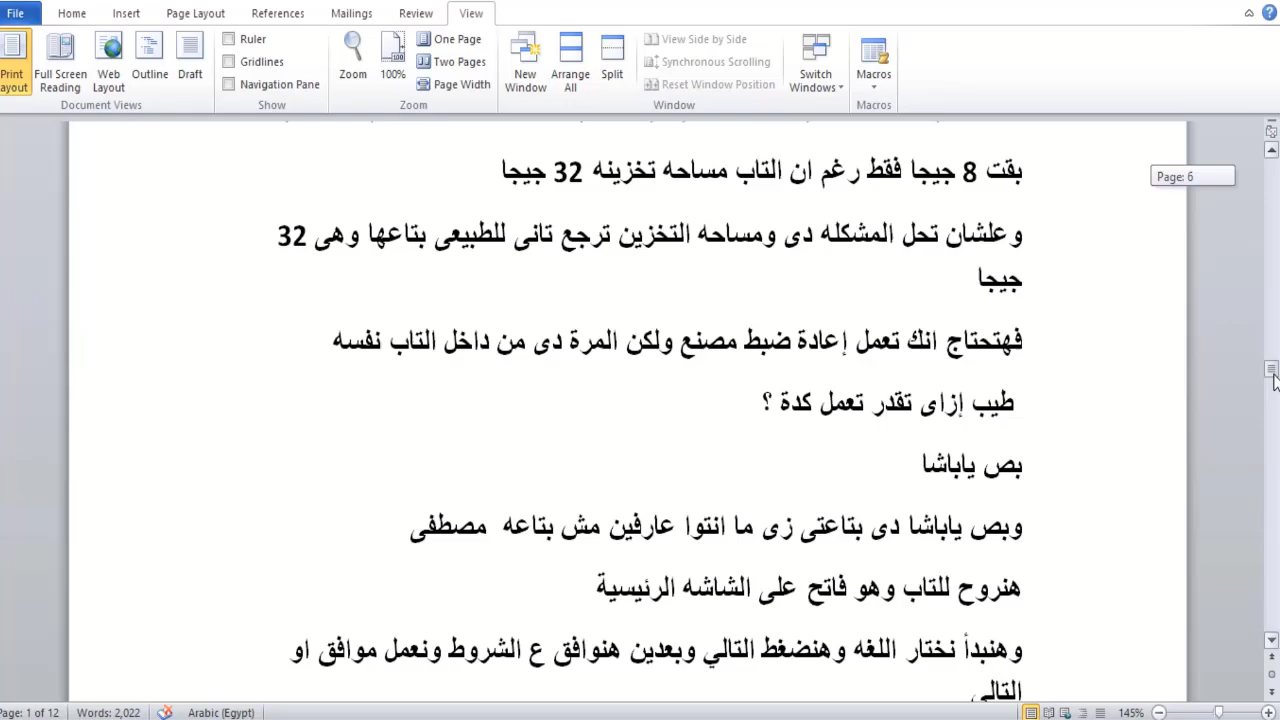 File Home Insert Page Layout References Mailings Review View
Ruler
Gridlines
Navigation Pane
One Page
Two Pages
Page Width
View Side by Side
Synchronous Scrolling
Reset Window Position
Print Layout
Full Screen Reading
Web Layout
Outline
Draft
Zoom
100%
New Window
Arrange All
Split
Switch Windows
Macros
Document Views Show Zoom Window Macros
بقت 8 جيجا فقط رغم ان التاب مساحه تخزينه 32 جيجا
Page: 6
وعلشان تحل المشكله دى ومساحه التخزين ترجع تانى للطبيعى بتاعها وهى 32
جيجا
فهتحتاج انك تعمل إعادة ضبط مصنع ولكن المرة دى من داخل التاب نفسه
طيب إزاى تقدر تعمل كدة ؟
بص ياباشا
وبص ياباشا دى بتاعتى زى ما انتوا عارفين مش بتاعه مصطفى
هنروح للتاب وهو فاتح على الشاشه الرئيسية
وهنبدأ نختار اللغه وهنضغط التالي وبعدين هنوافق ع الشروط ونعمل موافق او
التالى
Page: 1 of 12 Words: 2,022 Arabic (Egypt) 145%